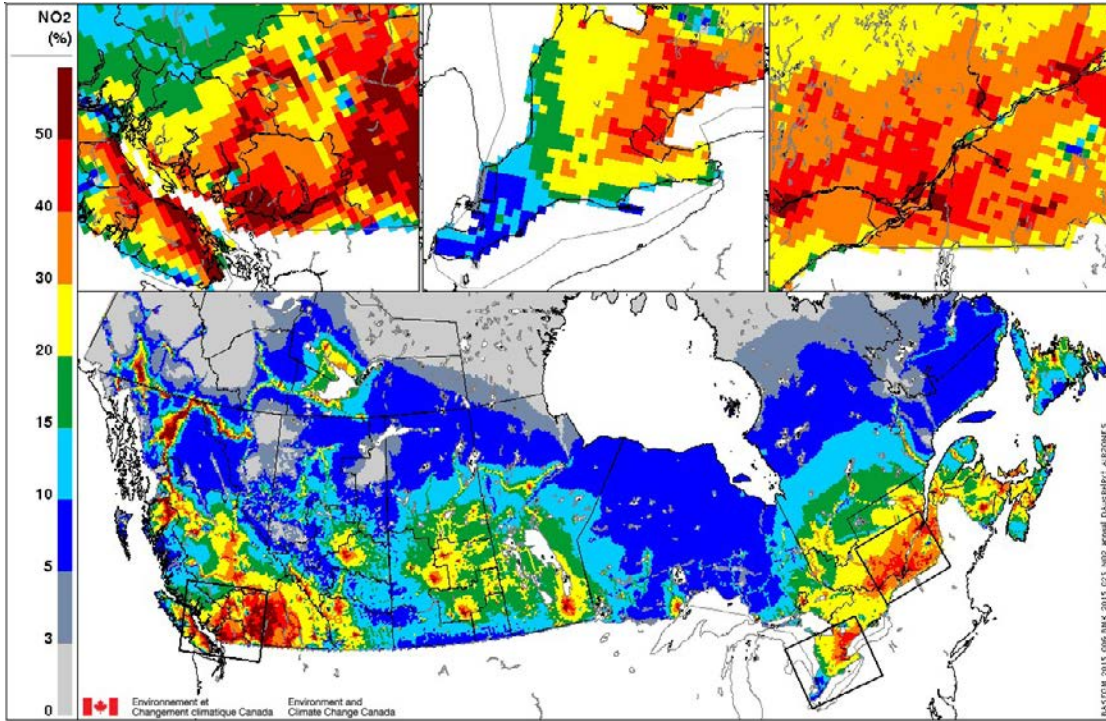 NO2
(%)
50
40
30
20
15
10
5
3
0
Environnement et
Changement climatique Canada
Environment and
Climate Change Canada